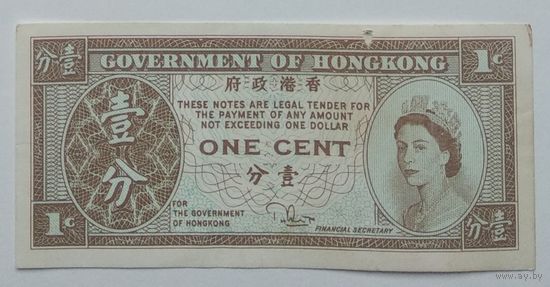 分壹
GOVERNMENT OF HONGKONG
1c
府政港香
THESE NOTES ARE LEGAL TENDER FOR
THE PAYMENT OF ANY AMOUNT
NOT EXCEEDING ONE DOLLAR
壹
分
ONE CENT
分壹
FOR
THE GOVERNMENT
OF HONGKONG
FINANCIAL SECRETARY
1c
分壹
www.ay.by